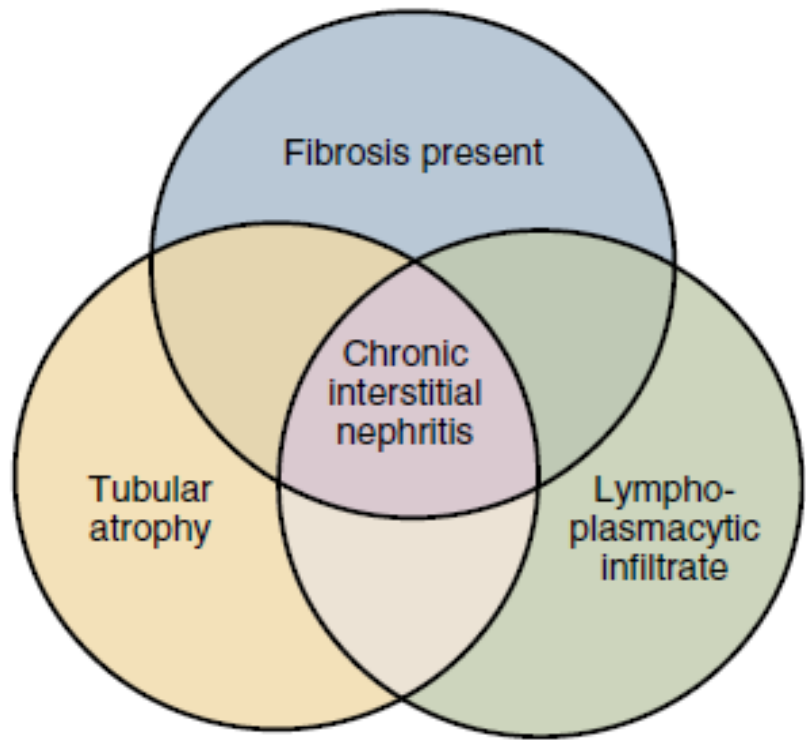 Fibrosis present
Chronic
interstitial
nephritis
Tubular
atrophy
Lympho-
plasmacytic
infiltrate